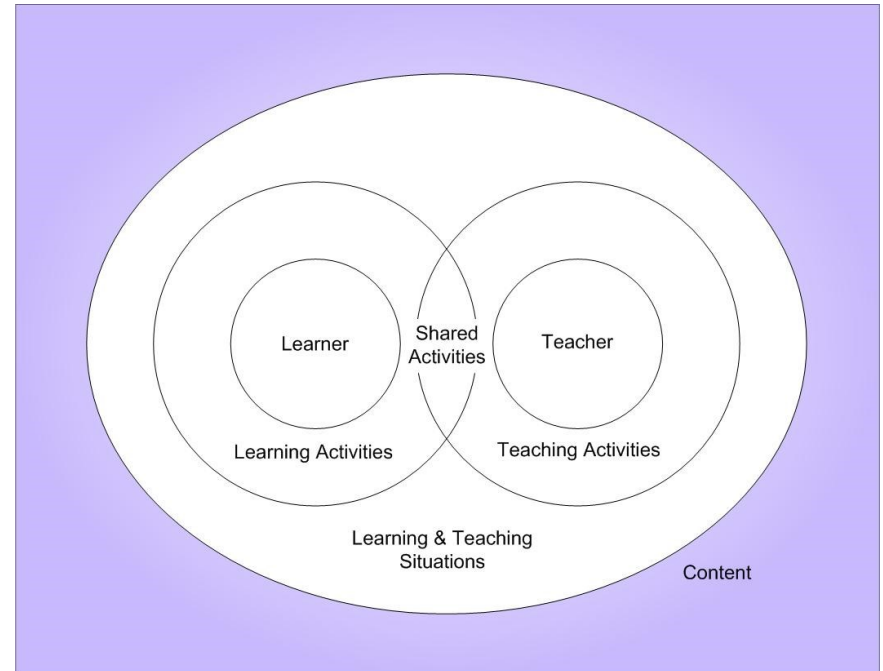 Learner
Shared
Activities
Teacher
Learning Activities
Teaching Activities
Learning & Teaching
Situations
Content